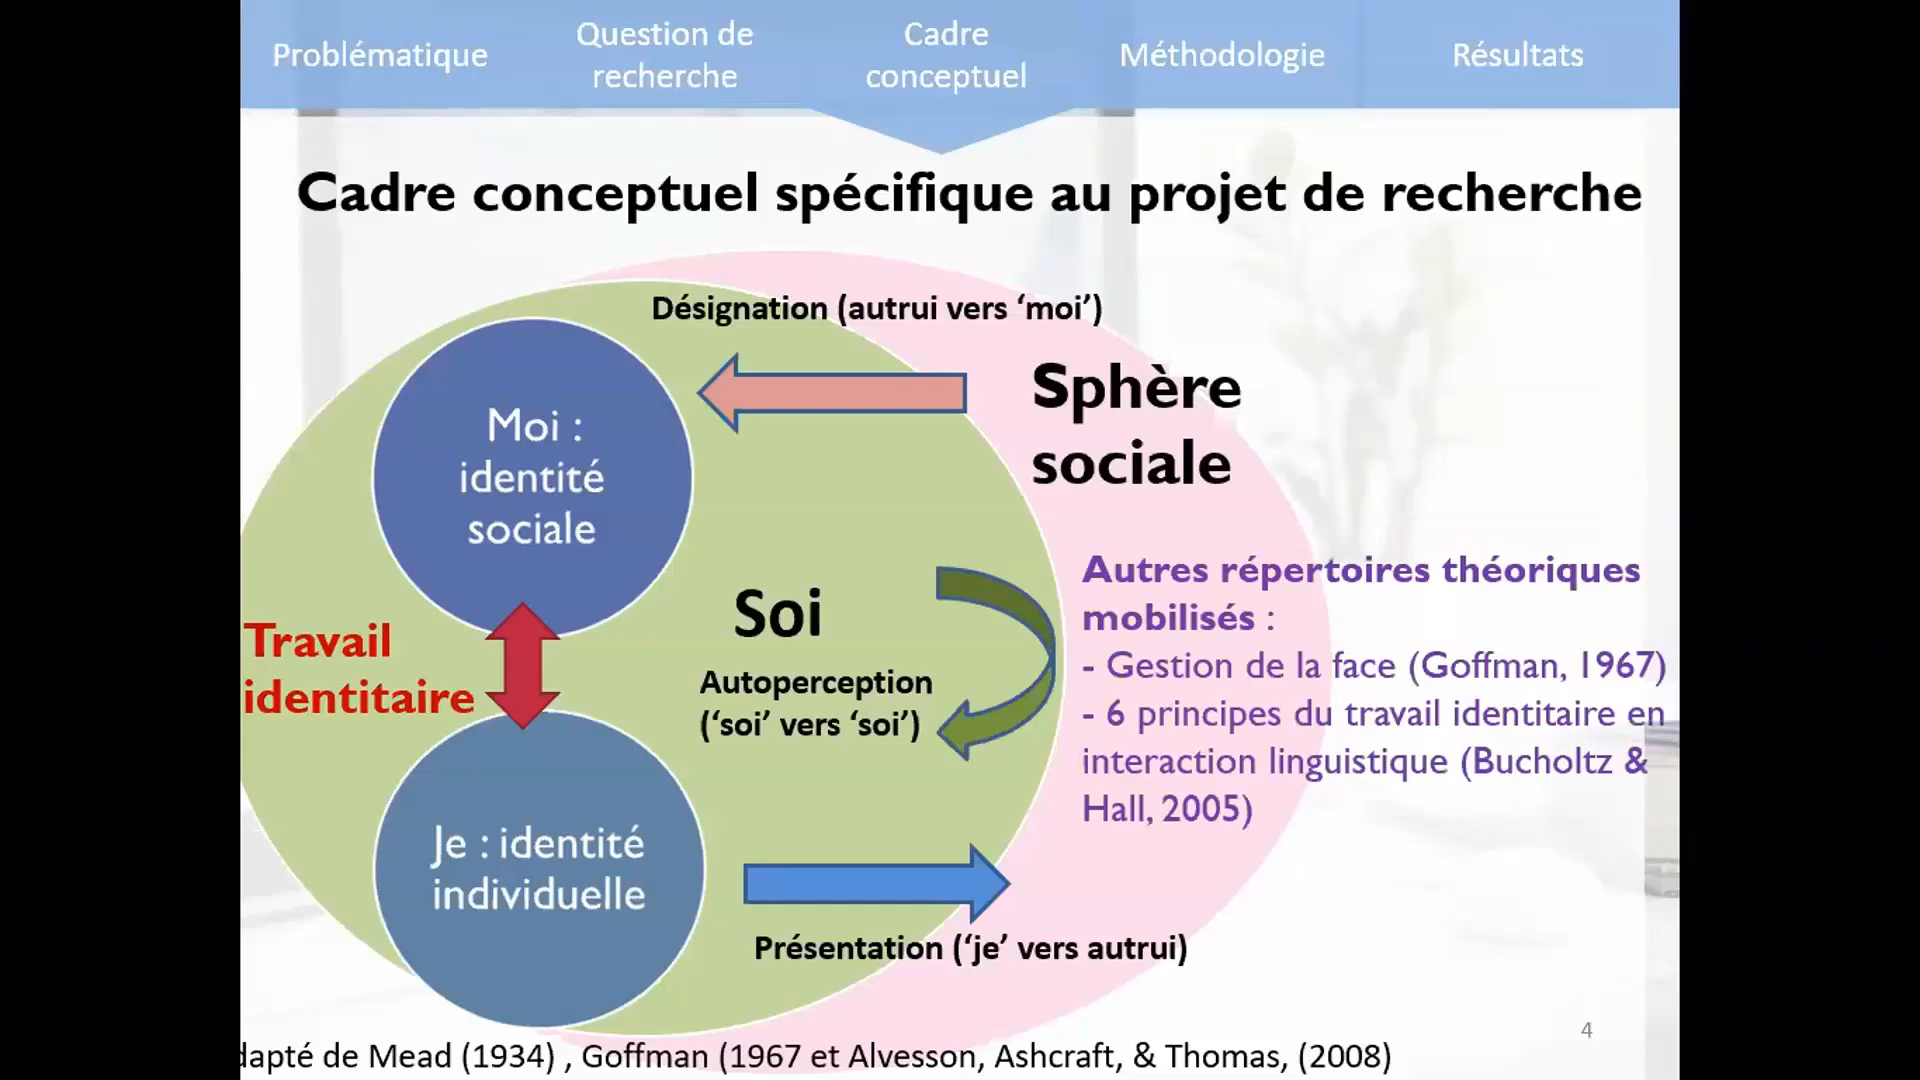 Problématique
Question de
recherche
Cadre
conceptuel
Méthodologie
Résultats
Cadre conceptuel spécifique au projet de recherche
Désignation (autrui vers ‘moi’)
Sphère
sociale
Moi :
identité
sociale
Soi
Autoperception
(‘soi’ vers ‘soi’)
Travail
identitaire
Autres répertoires théoriques
mobilisés :
- Gestion de la face (Goffman, 1967)
- 6 principes du travail identitaire en
interaction linguistique (Bucholtz &
Hall, 2005)
Je : identité
individuelle
Présentation (‘je’ vers autrui)
4
dapté de Mead (1934) , Goffman (1967 et Alvesson, Ashcraft, & Thomas, (2008)